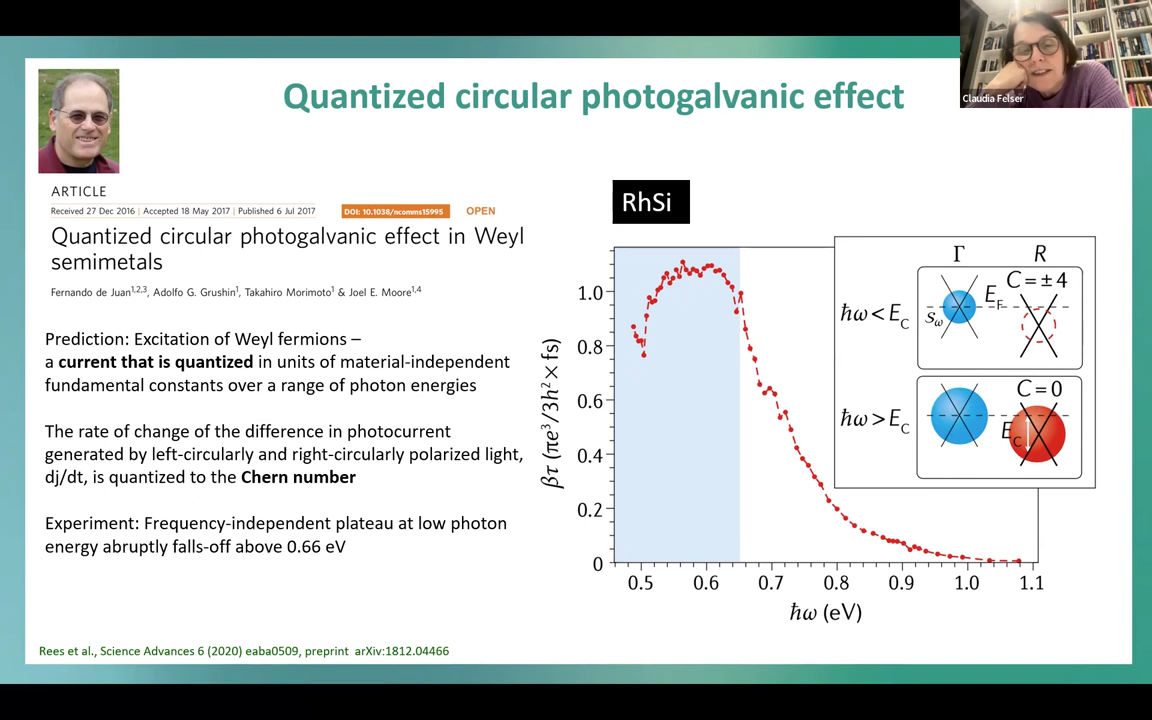 Claudia Felser
Quantized circular photogalvanic effect
ARTICLE
Received 27 Dec 2016 | Accepted 18 May 2017 | Published 6 Jul 2017
DOI: 10.1038/ncomms15995
OPEN
Quantized circular photogalvanic effect in Weyl
semimetals
Fernando de Juan1,2,3, Adolfo G. Grushin1, Takahiro Morimoto1 & Joel E. Moore1,4
Prediction: Excitation of Weyl fermions –
a current that is quantized in units of material-independent
fundamental constants over a range of photon energies
The rate of change of the difference in photocurrent
generated by left-circularly and right-circularly polarized light,
dj/dt, is quantized to the Chern number
Experiment: Frequency-independent plateau at low photon
energy abruptly falls-off above 0.66 eV
Rees et al., Science Advances 6 (2020) eaba0509, preprint arXiv:1812.04466
RhSi
βτ (πe³/3h² × fs)
1.0
0.8
0.6
0.4
0.2
0
0.5 0.6 0.7 0.8 0.9 1.0 1.1
ħω (eV)
Γ R
ħω < E_C
S_ω
E_F
C = ±4
ħω > E_C
C = 0
E_C